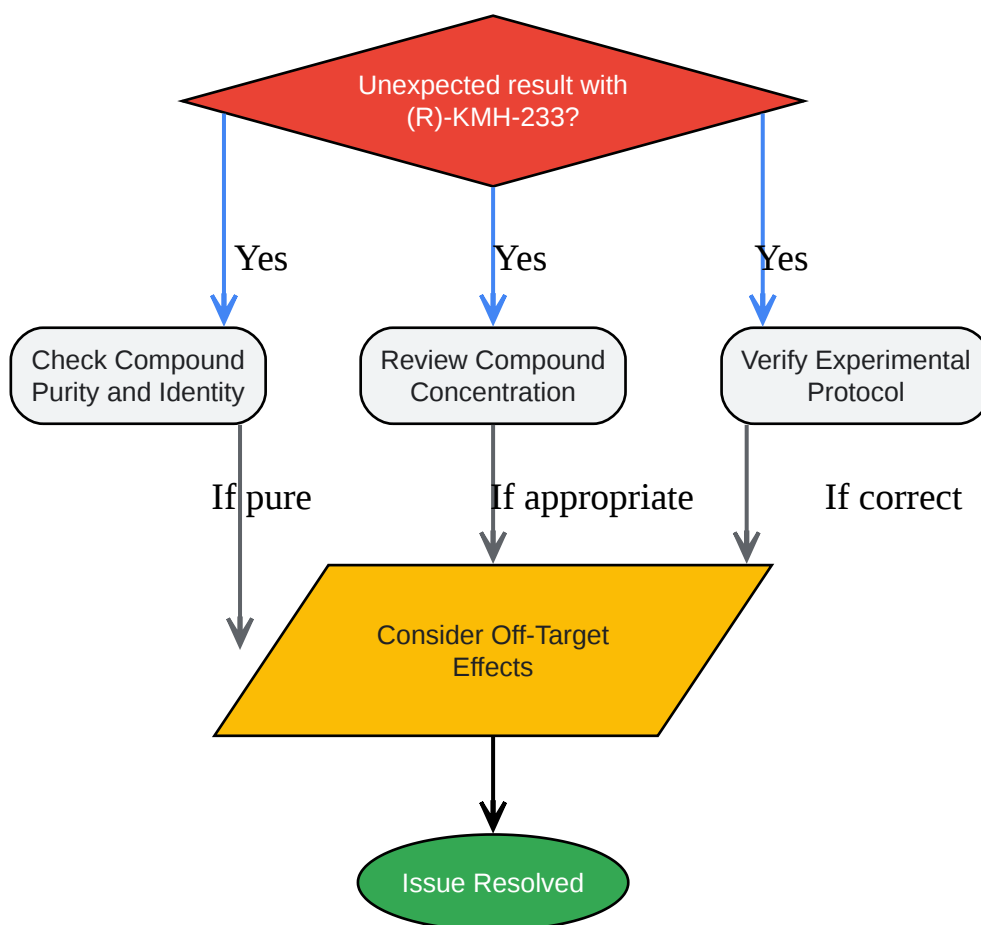 Unexpected result with
(R)-KMH-233?
Yes
Yes
Yes
Check Compound
Purity and Identity
Review Compound
Concentration
Verify Experimental
Protocol
If pure
If appropriate
If correct
Consider Off-Target
Effects
Issue Resolved